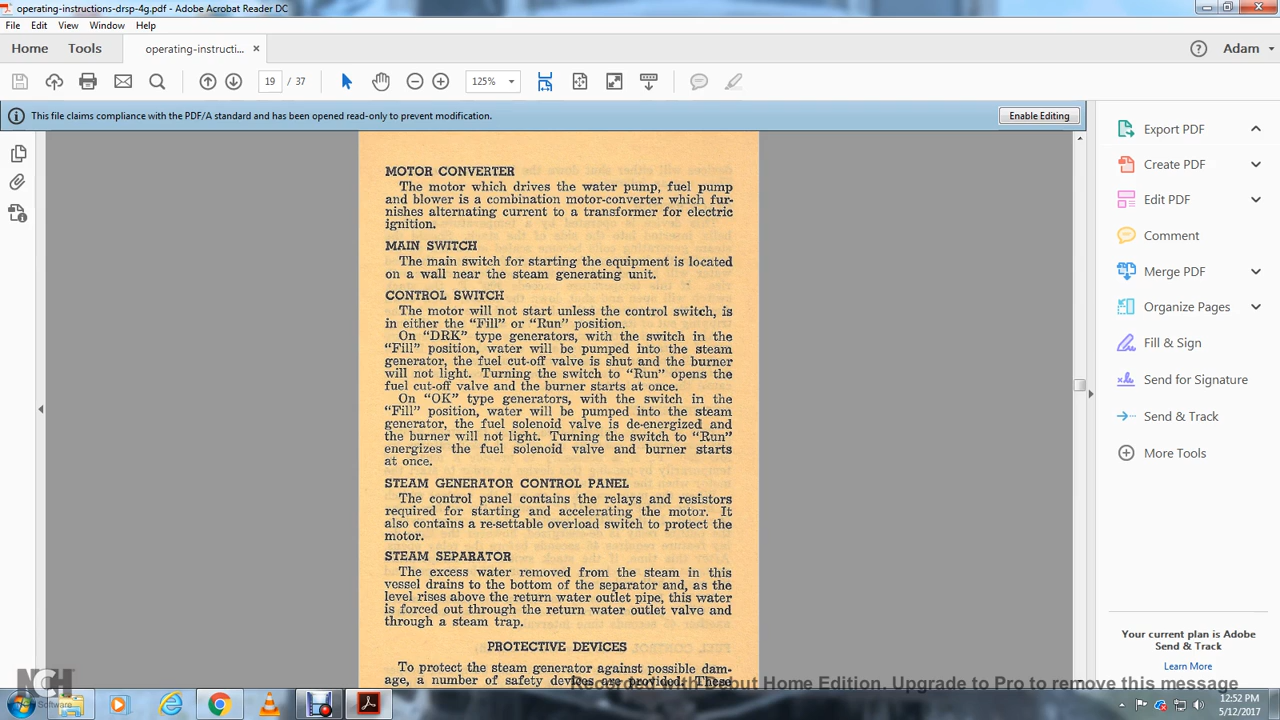 operating-instructions-drsp-4g.pdf - Adobe Acrobat Reader DC
File Edit View Window Help
Home Tools operating-instructi... × Adam
19 / 37 125%
This file claims compliance with the PDF/A standard and has been opened read-only to prevent modification. Enable Editing
MOTOR CONVERTER
The motor which drives the water pump, fuel pump
and blower is a combination motor-converter which fur-
nishes alternating current to a transformer for electric
ignition.
MAIN SWITCH
The main switch for starting the equipment is located
on a wall near the steam generating unit.
CONTROL SWITCH
The motor will not start unless the control switch, is
in either the “Fill” or “Run” position.
On “DRK” type generators, with the switch in the
“Fill” position, water will be pumped into the steam
generator, the fuel cut-off valve is shut and the burner
will not light. Turning the switch to “Run” opens the
fuel cut-off valve and the burner starts at once.
On “OK” type generators, with the switch in the
“Fill” position, water will be pumped into the steam
generator, the fuel solenoid valve is de-energized and
the burner will not light. Turning the switch to “Run”
energizes the fuel solenoid valve and burner starts
at once.
STEAM GENERATOR CONTROL PANEL
The control panel contains the relays and resistors
required for starting and accelerating the motor. It
also contains a re-settable overload switch to protect the
motor.
STEAM SEPARATOR
The excess water removed from the steam in this
vessel drains to the bottom of the separator and, as the
level rises above the return water outlet pipe, this water
is forced out through the return water outlet valve and
through a steam trap.
PROTECTIVE DEVICES
To protect the steam generator against possible dam-
age, a number of safety devices are provided. These
Export PDF
Create PDF
Edit PDF
Comment
Merge PDF
Organize Pages
Fill & Sign
Send for Signature
Send & Track
More Tools
Your current plan is Adobe
Send & Track
Learn More
NCH
Software
Home Edition. Upgrade to Pro to remove this message
12:52 PM
5/12/2017